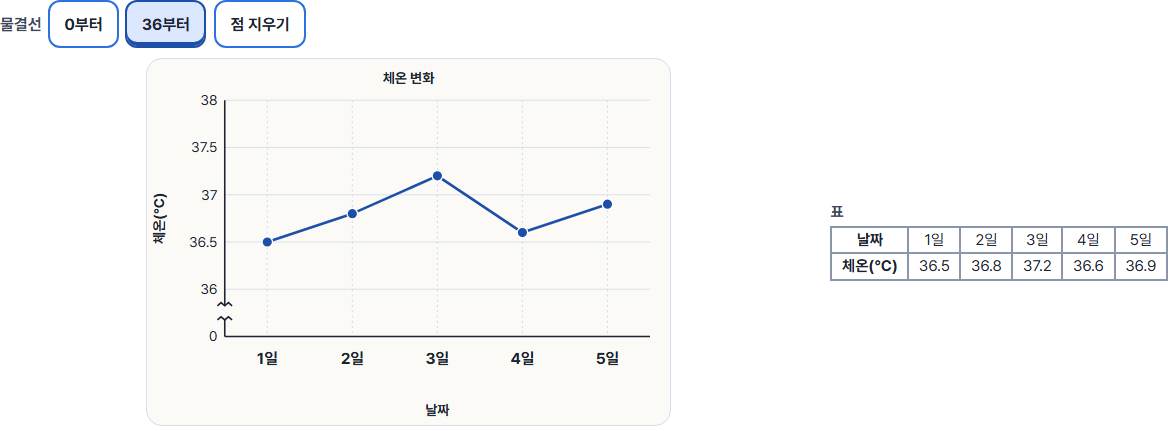 물결선 0부터 36부터 점 지우기
체온 변화
38
37.5
37
36.5
36
0
체온(°C)
1일 2일 3일 4일 5일
날짜
표
날짜 1일 2일 3일 4일 5일
체온(°C) 36.5 36.8 37.2 36.6 36.9